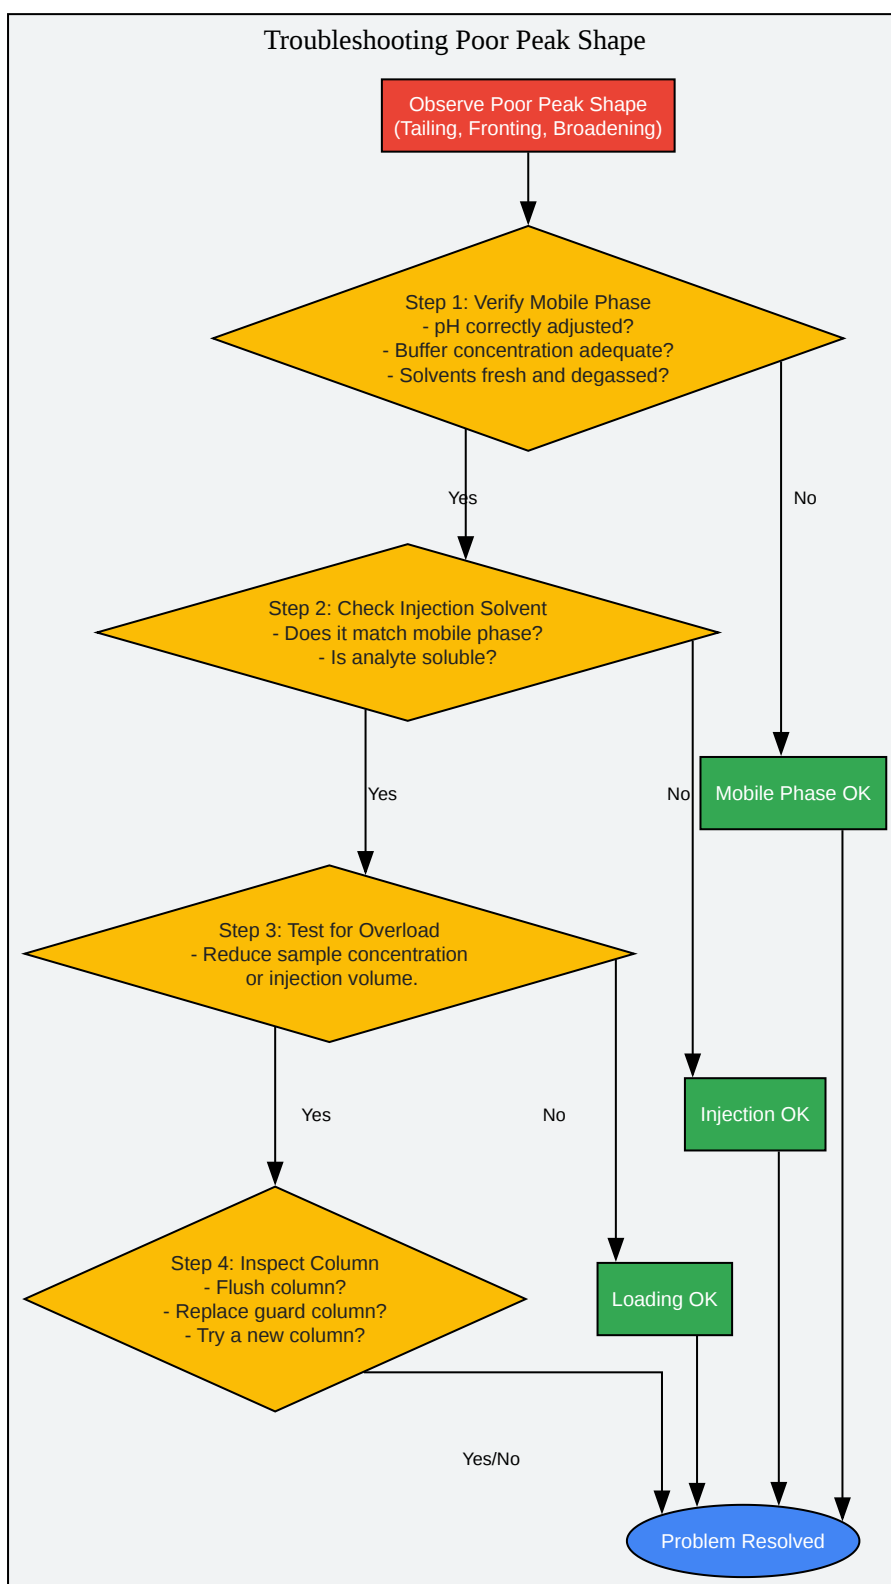 Troubleshooting Poor Peak Shape
Observe Poor Peak Shape
(Tailing, Fronting, Broadening)
Step 1: Verify Mobile Phase
- pH correctly adjusted?
- Buffer concentration adequate?
- Solvents fresh and degassed?
Yes
No
Step 2: Check Injection Solvent
- Does it match mobile phase?
- Is analyte soluble?
Yes
No
Mobile Phase OK
Step 3: Test for Overload
- Reduce sample concentration
or injection volume.
Yes
No
Injection OK
Step 4: Inspect Column
- Flush column?
- Replace guard column?
- Try a new column?
Loading OK
Yes/No
Problem Resolved